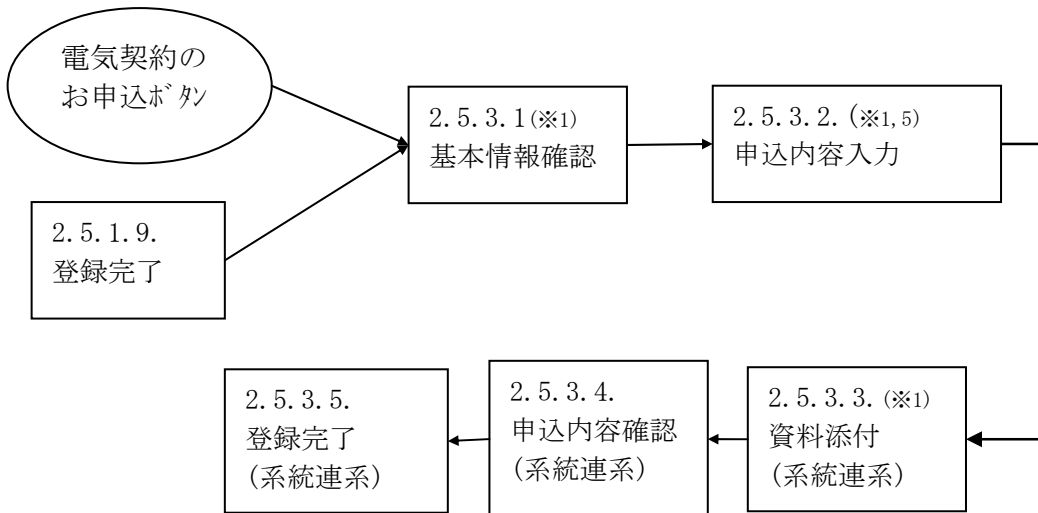 電気契約の
お申込ﾎﾞﾀﾝ
2.5.3.1(※1)
基本情報確認
2.5.3.2.(※1,5)
申込内容入力
2.5.1.9.
登録完了
2.5.3.5.
登録完了
(系統連系)
2.5.3.4.
申込内容確認
(系統連系)
2.5.3.3.(※1)
資料添付
(系統連系)